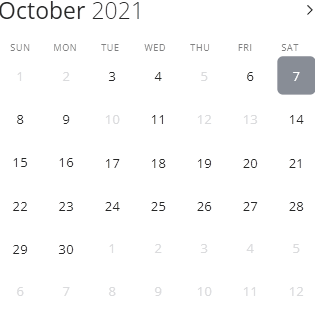 October 2021 >
SUN MON TUE WED THU FRI SAT
1 2 3 4 5 6 7
8 9 10 11 12 13 14
15 16 17 18 19 20 21
22 23 24 25 26 27 28
29 30 1 2 3 4 5
6 7 8 9 10 11 12